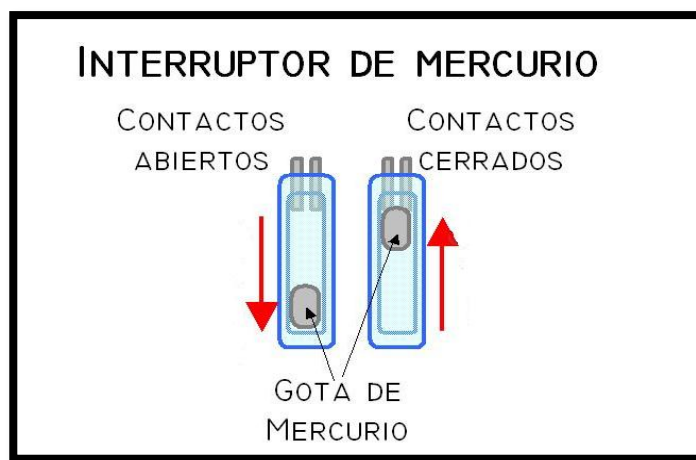 INTERRUPTOR DE MERCURIO
CONTACTOS
ABIERTOS
CONTACTOS
CERRADOS
GOTA DE
MERCURIO